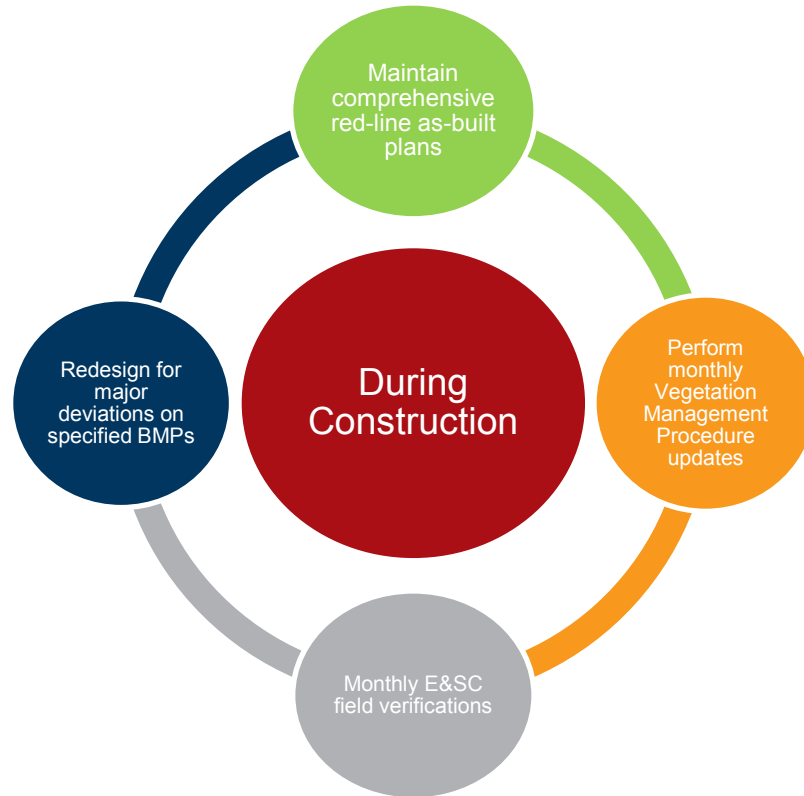 Maintain
comprehensive
red-line as-built
plans
During
Construction
Redesign for
major
deviations on
specified BMPs
Perform
monthly
Vegetation
Management
Procedure
updates
Monthly E&SC
field verifications